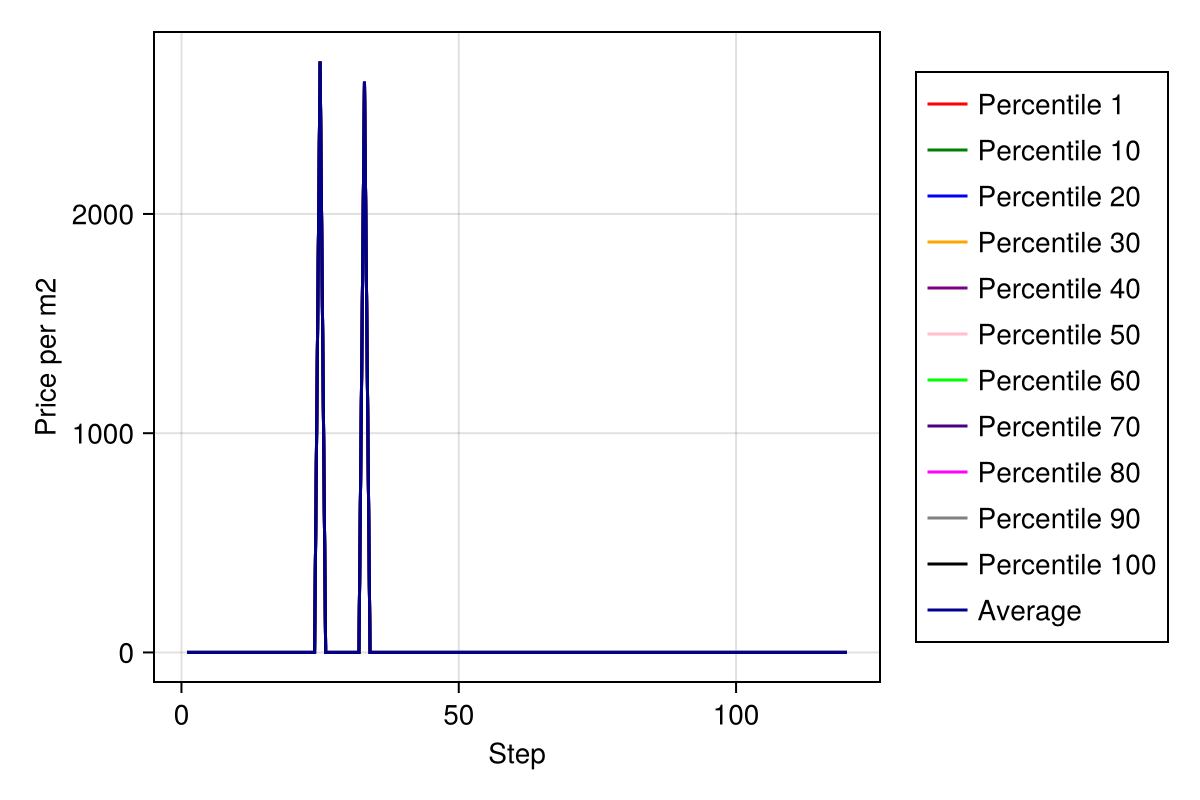 Price per m2
2000
1000
0
0 50 100
Step
Percentile 1
Percentile 10
Percentile 20
Percentile 30
Percentile 40
Percentile 50
Percentile 60
Percentile 70
Percentile 80
Percentile 90
Percentile 100
Average